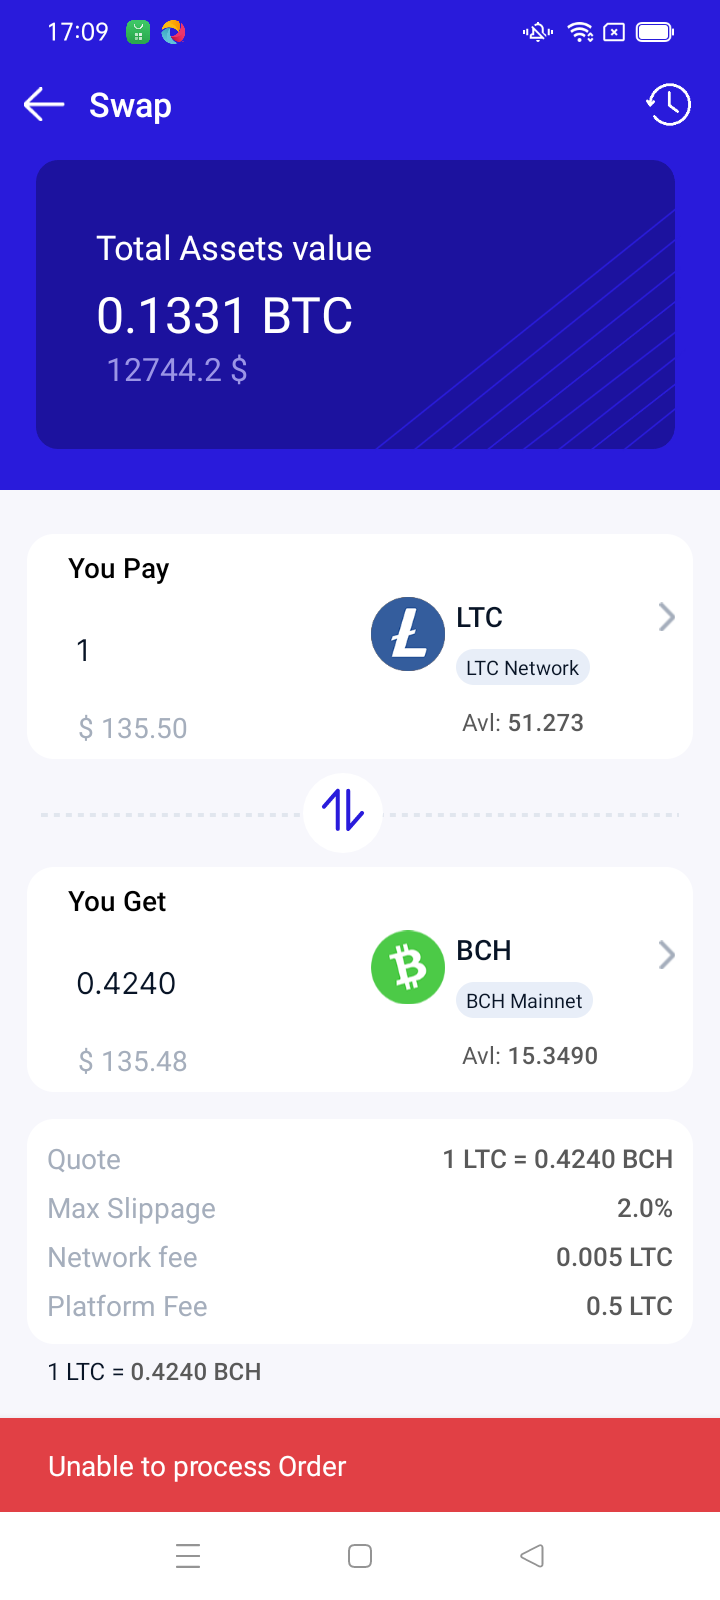 17:09
Swap
Total Assets value
0.1331 BTC
12744.2 $
You Pay
1
LTC
LTC Network
$ 135.50
Avl: 51.273
You Get
0.4240
BCH
BCH Mainnet
$ 135.48
Avl: 15.3490
Quote 1 LTC = 0.4240 BCH
Max Slippage 2.0%
Network fee 0.005 LTC
Platform Fee 0.5 LTC
1 LTC = 0.4240 BCH
Unable to process Order